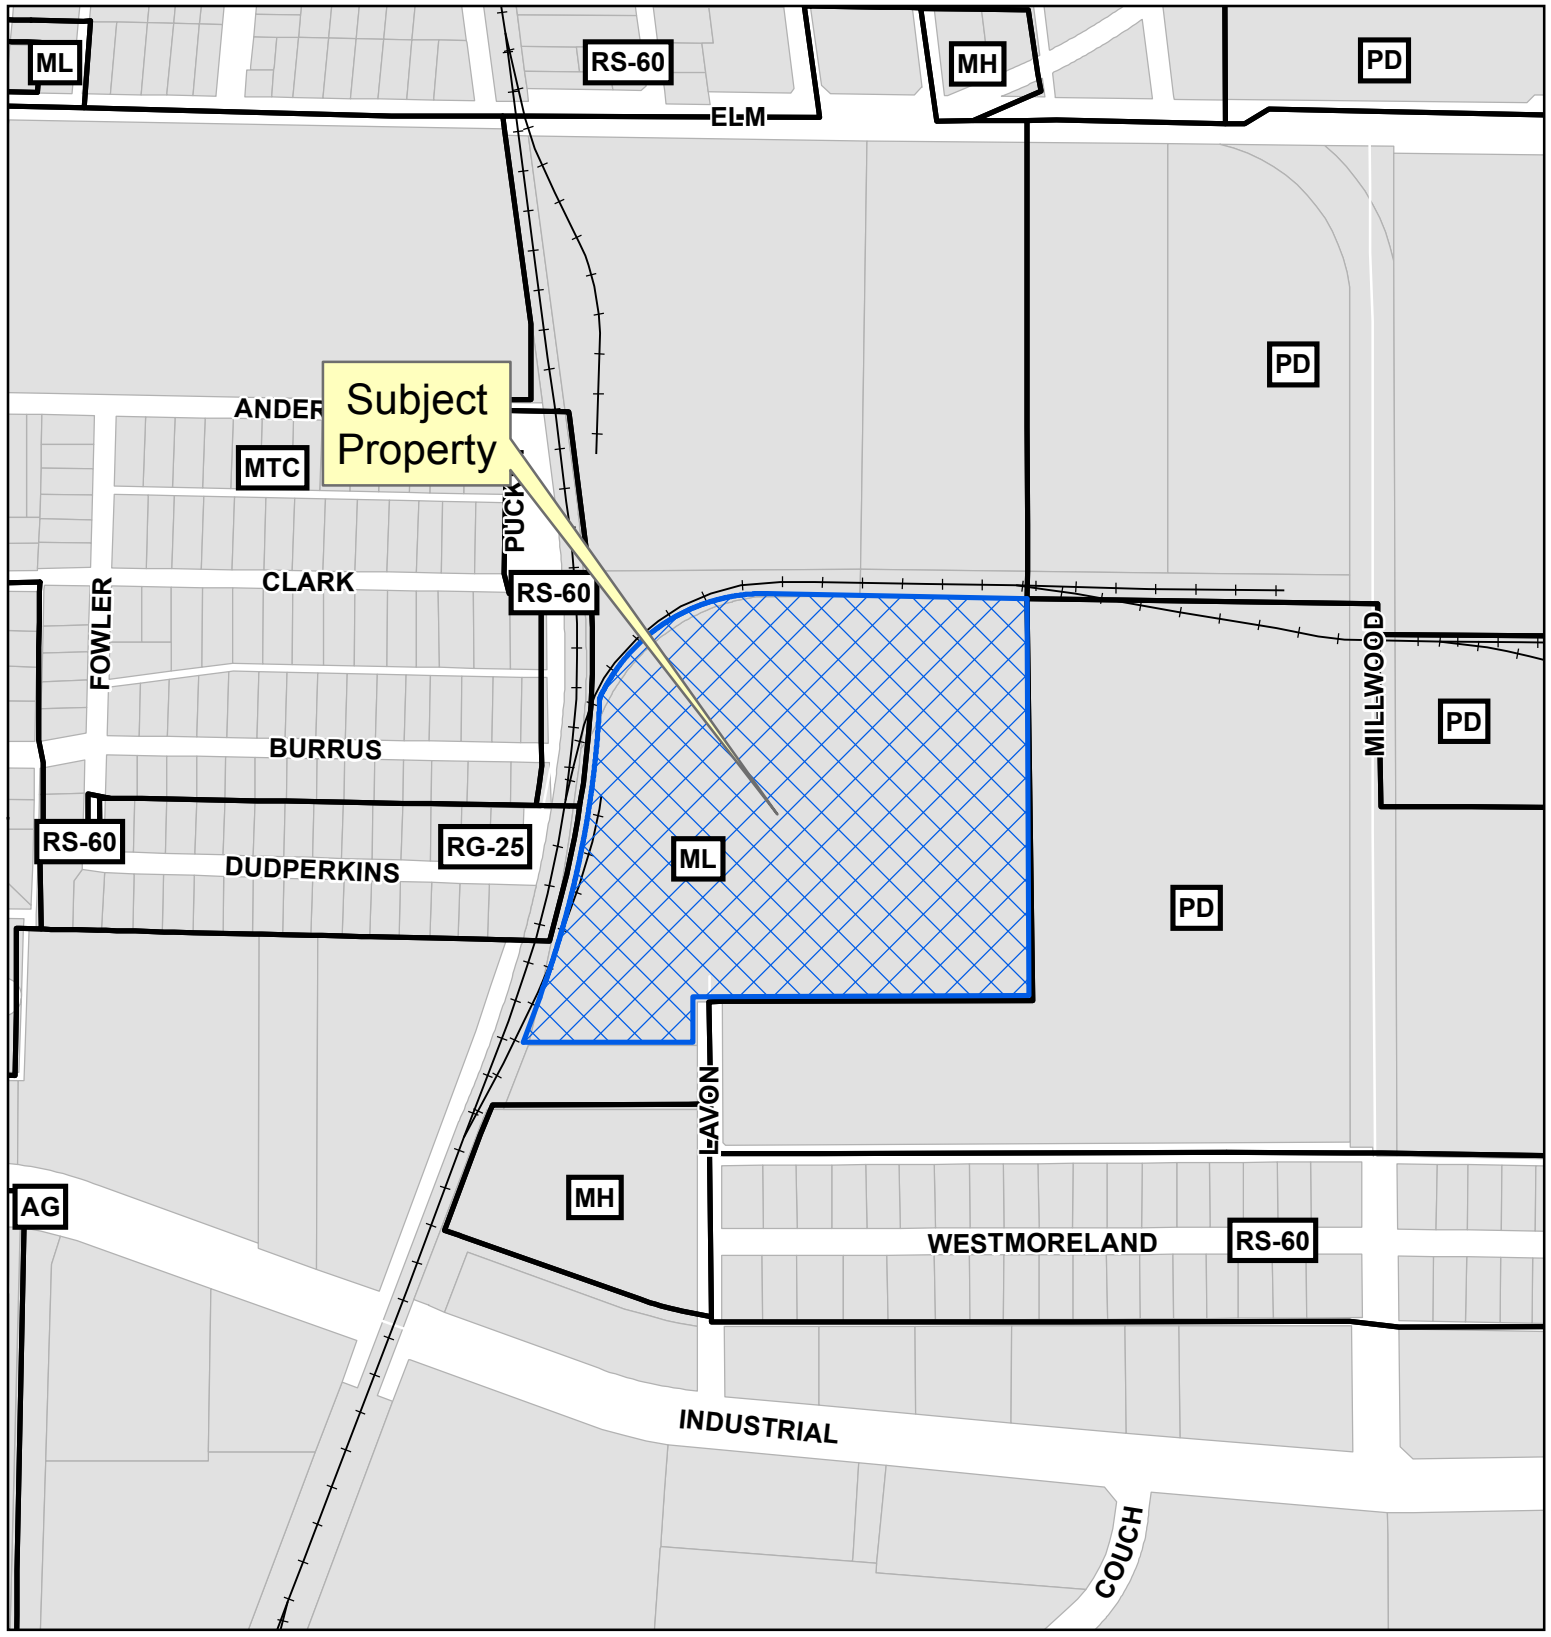 ML
RS-60
MH
PD
ELM
PD
Subject
Property
ANDER
MTC
PUCK
CLARK
FOWLER
RS-60
MILLWOOD
PD
BURRUS
RS-60
RG-25
DUDPERKINS
ML
PD
LAVON
MH
AG
WESTMORELAND
RS-60
INDUSTRIAL
COUCH